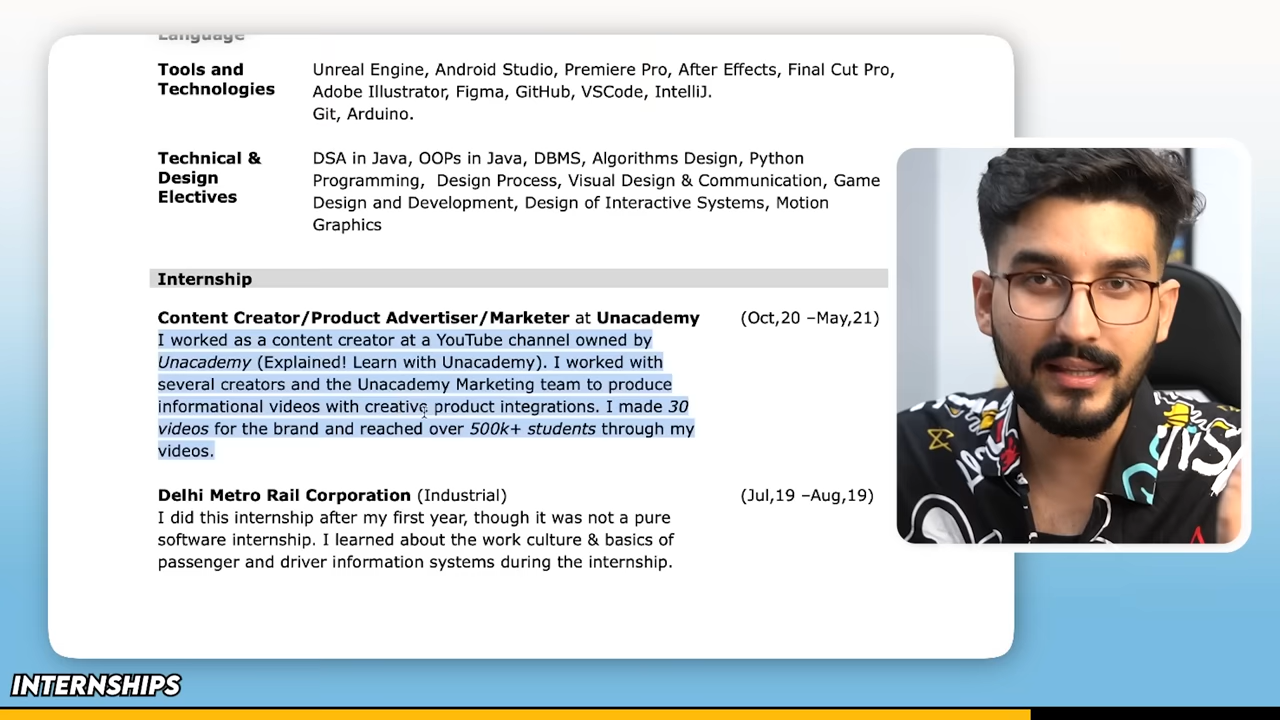 Language
Tools and
Technologies
Unreal Engine, Android Studio, Premiere Pro, After Effects, Final Cut Pro,
Adobe Illustrator, Figma, GitHub, VSCode, IntelliJ.
Git, Arduino.
Technical &
Design
Electives
DSA in Java, OOPs in Java, DBMS, Algorithms Design, Python
Programming,  Design Process, Visual Design & Communication, Game
Design and Development, Design of Interactive Systems, Motion
Graphics
Internship
Content Creator/Product Advertiser/Marketer at Unacademy (Oct,20 –May,21)
I worked as a content creator at a YouTube channel owned by
Unacademy (Explained! Learn with Unacademy). I worked with
several creators and the Unacademy Marketing team to produce
informational videos with creative product integrations. I made 30
videos for the brand and reached over 500k+ students through my
videos.
Delhi Metro Rail Corporation (Industrial) (Jul,19 –Aug,19)
I did this internship after my first year, though it was not a pure
software internship. I learned about the work culture & basics of
passenger and driver information systems during the internship.
INTERNSHIPS